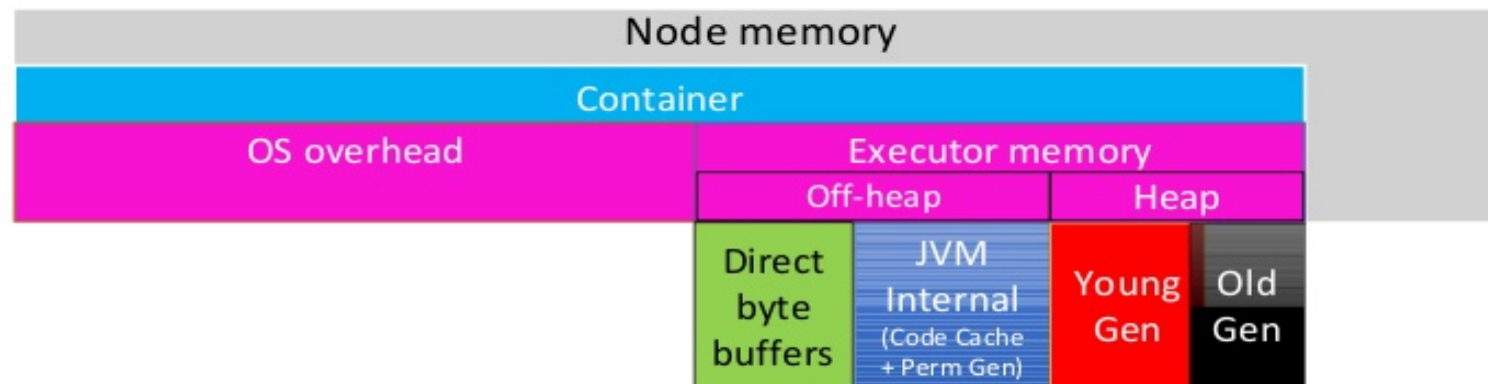 Node memory
Container
OS overhead
Executor memory
Off-heap
Heap
Direct
byte
buffers
JVM
Internal
(Code Cache
+ Perm Gen)
Young
Gen
Old
Gen